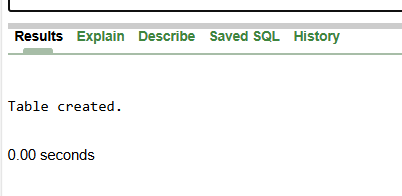 Results Explain Describe Saved SQL History
Table created.
0.00 seconds